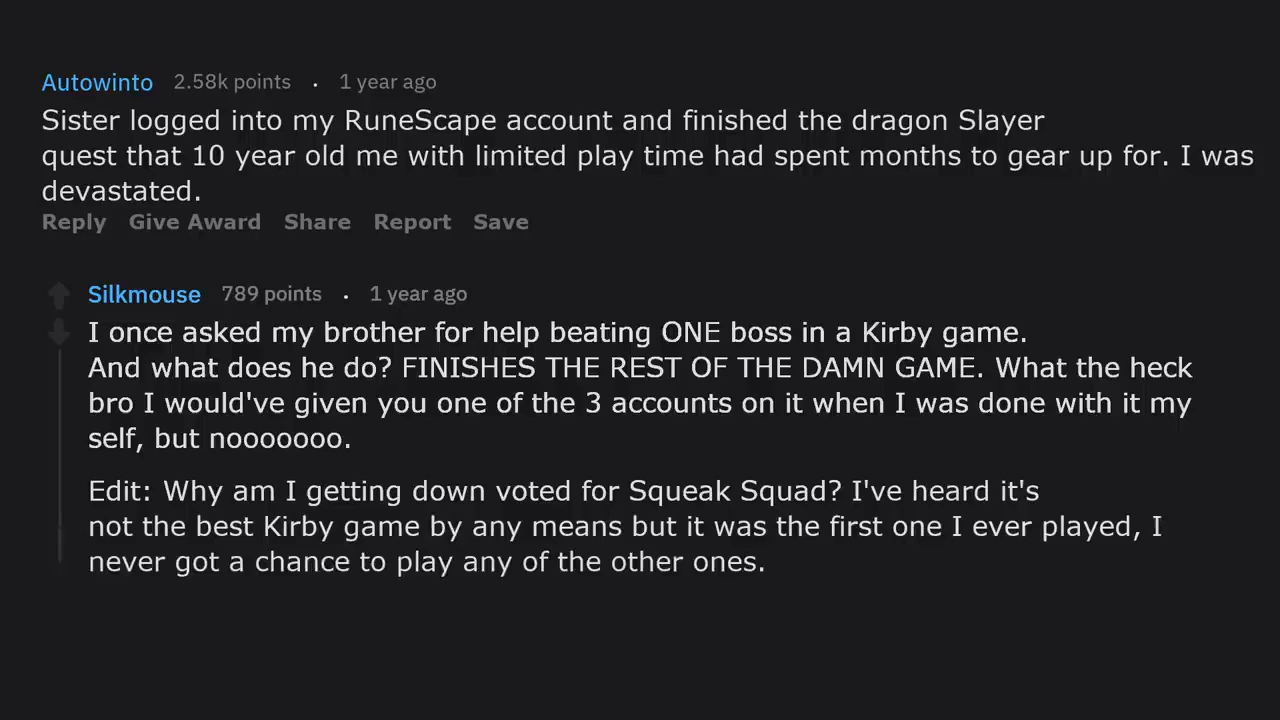 Autowinto 2.58k points . 1 year ago
Sister logged into my RuneScape account and finished the dragon Slayer
quest that 10 year old me with limited play time had spent months to gear up for. I was
devastated.
Reply Give Award Share Report Save
Silkmouse 789 points . 1 year ago
I once asked my brother for help beating ONE boss in a Kirby game.
And what does he do? FINISHES THE REST OF THE DAMN GAME. What the heck
bro I would've given you one of the 3 accounts on it when I was done with it my
self, but nooooooo.
Edit: Why am I getting down voted for Squeak Squad? I've heard it's
not the best Kirby game by any means but it was the first one I ever played, I
never got a chance to play any of the other ones.